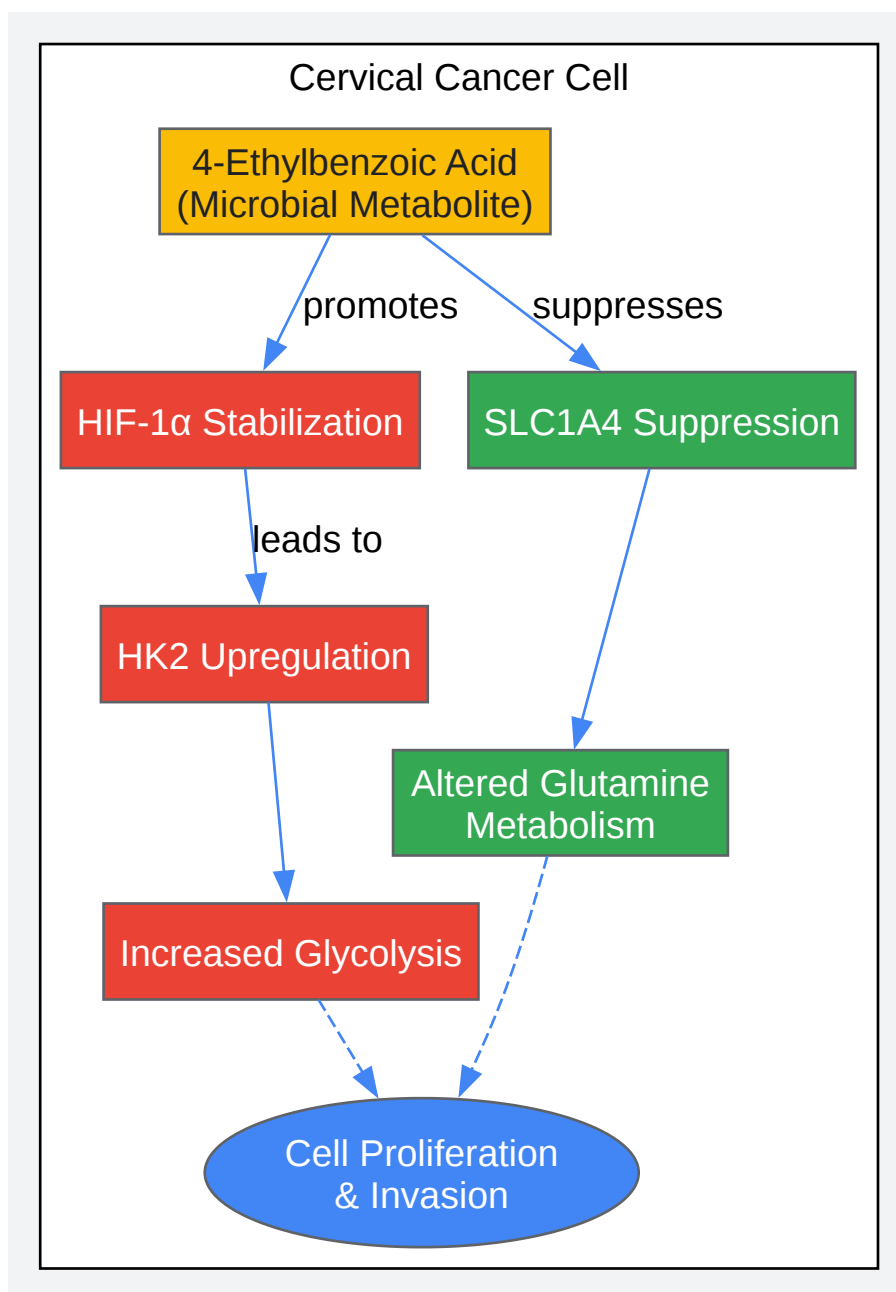 Cervical Cancer Cell
4-Ethylbenzoic Acid
(Microbial Metabolite)
promotes
suppresses
HIF-1α Stabilization
SLC1A4 Suppression
leads to
HK2 Upregulation
Altered Glutamine
Metabolism
Increased Glycolysis
Cell Proliferation
& Invasion